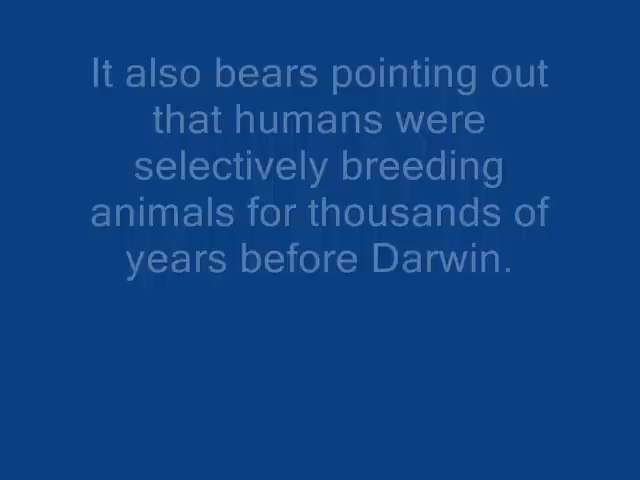 It also bears pointing out
that humans were
selectively breeding
animals for thousands of
years before Darwin.